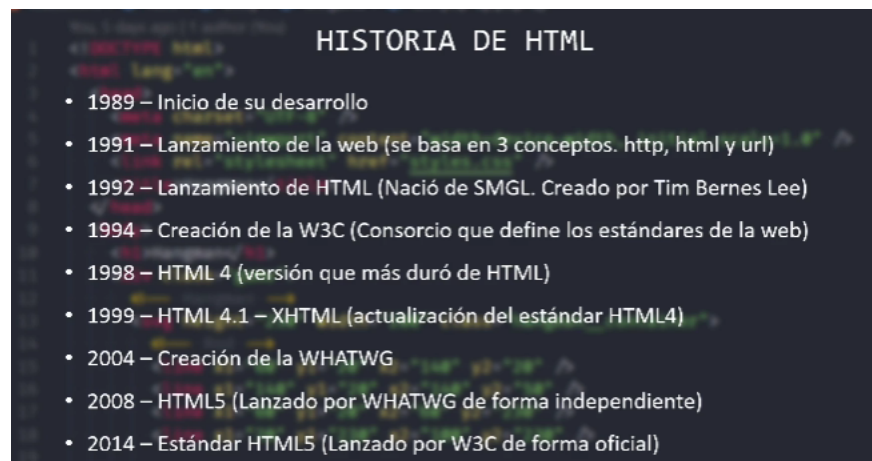 HISTORIA DE HTML
• 1989 – Inicio de su desarrollo
• 1991 – Lanzamiento de la web (se basa en 3 conceptos. http, html y url)
• 1992 – Lanzamiento de HTML (Nació de SMGL. Creado por Tim Bernes Lee)
• 1994 – Creación de la W3C (Consorcio que define los estándares de la web)
• 1998 – HTML 4 (versión que más duró de HTML)
• 1999 – HTML 4.1 – XHTML (actualización del estándar HTML4)
• 2004 – Creación de la WHATWG
• 2008 – HTML5 (Lanzado por WHATWG de forma independiente)
• 2014 – Estándar HTML5 (Lanzado por W3C de forma oficial)